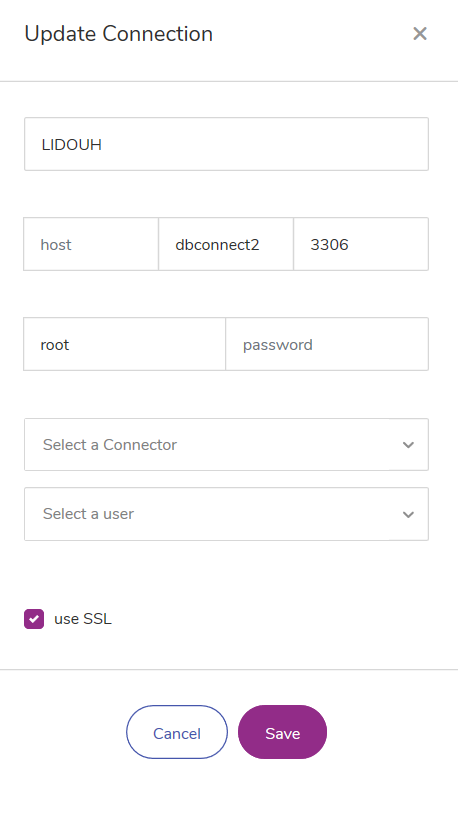 Update Connection
LIDOUH
host dbconnect2 3306
root password
Select a Connector
Select a user
use SSL
Cancel Save